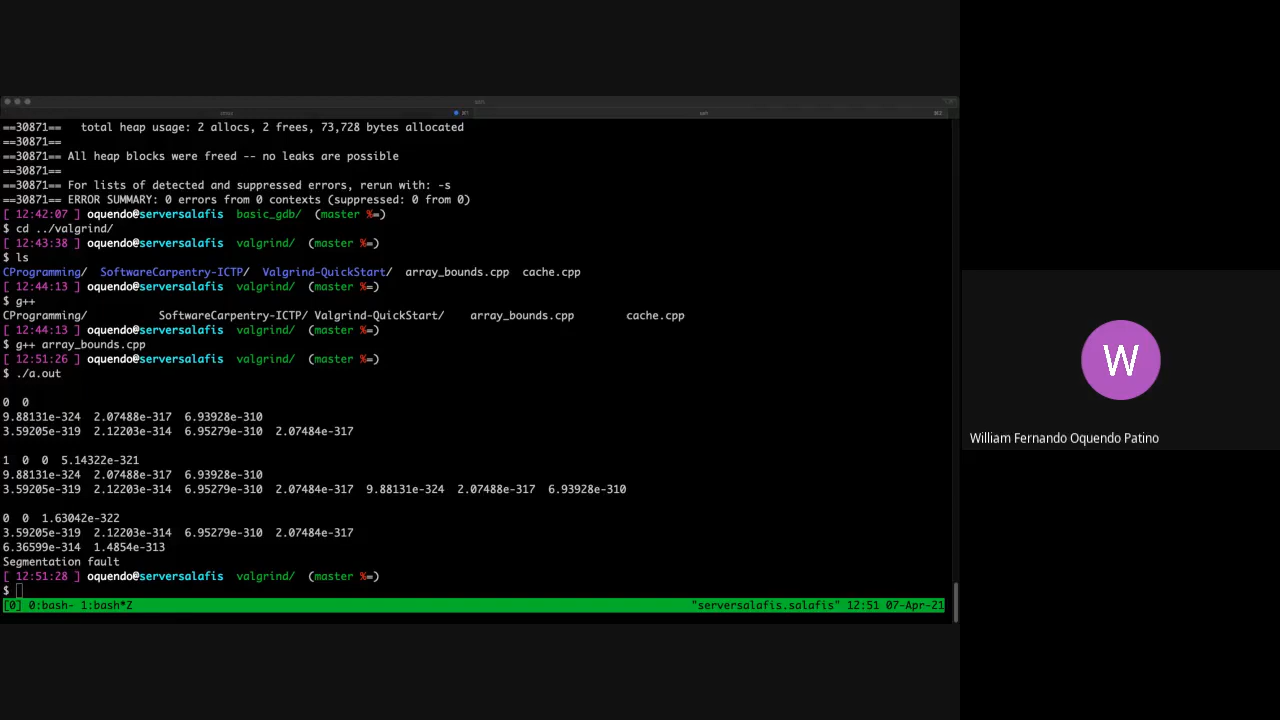 ssh
ssh
==30871==   total heap usage: 2 allocs, 2 frees, 73,728 bytes allocated
==30871==
==30871== All heap blocks were freed -- no leaks are possible
==30871==
==30871== For lists of detected and suppressed errors, rerun with: -s
==30871== ERROR SUMMARY: 0 errors from 0 contexts (suppressed: 0 from 0)
[ 12:42:07 ] oquendo@serversalafis  basic_gdb/  (master %=)
$ cd ../valgrind/
[ 12:43:38 ] oquendo@serversalafis  valgrind/  (master %=)
$ ls
CProgramming/  SoftwareCarpentry-ICTP/  Valgrind-QuickStart/  array_bounds.cpp  cache.cpp
[ 12:44:13 ] oquendo@serversalafis  valgrind/  (master %=)
$ g++
CProgramming/           SoftwareCarpentry-ICTP/ Valgrind-QuickStart/    array_bounds.cpp        cache.cpp
[ 12:44:13 ] oquendo@serversalafis  valgrind/  (master %=)
$ g++ array_bounds.cpp
[ 12:51:26 ] oquendo@serversalafis  valgrind/  (master %=)
$ ./a.out
0  0
9.88131e-324  2.07488e-317  6.93928e-310
3.59205e-319  2.12203e-314  6.95279e-310  2.07484e-317
1  0  0  5.14322e-321
9.88131e-324  2.07488e-317  6.93928e-310
3.59205e-319  2.12203e-314  6.95279e-310  2.07484e-317  9.88131e-324  2.07488e-317  6.93928e-310
0  0  1.63042e-322
3.59205e-319  2.12203e-314  6.95279e-310  2.07484e-317
6.36599e-314  1.4854e-313
Segmentation fault
[ 12:51:28 ] oquendo@serversalafis  valgrind/  (master %=)
$
[0] 0:bash- 1:bash*Z "serversalafis.salafis" 12:51 07-Apr-21
W
William Fernando Oquendo Patino